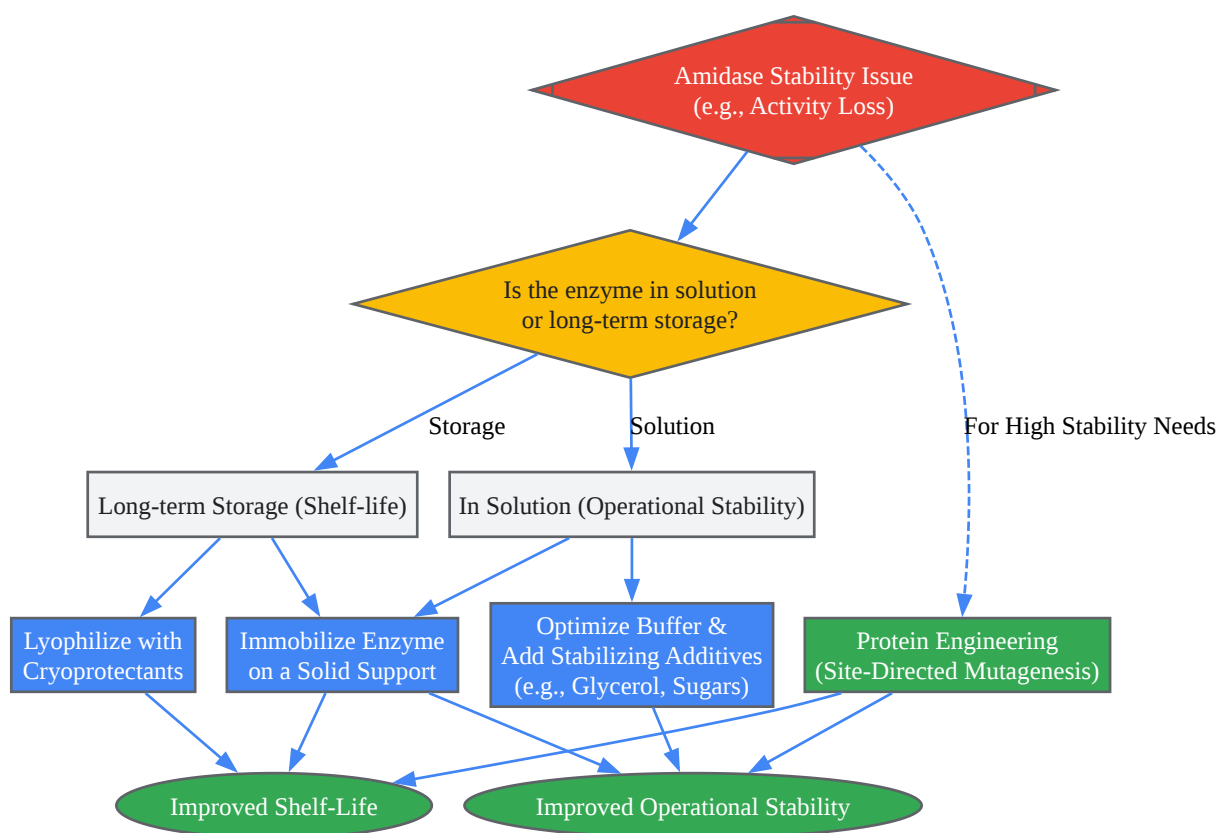 Amidase Stability Issue
(e.g., Activity Loss)
Is the enzyme in solution
or long-term storage?
Storage
Solution
For High Stability Needs
Long-term Storage (Shelf-life)
In Solution (Operational Stability)
Lyophilize with
Cryoprotectants
Immobilize Enzyme
on a Solid Support
Optimize Buffer &
Add Stabilizing Additives
(e.g., Glycerol, Sugars)
Protein Engineering
(Site-Directed Mutagenesis)
Improved Shelf-Life
Improved Operational Stability